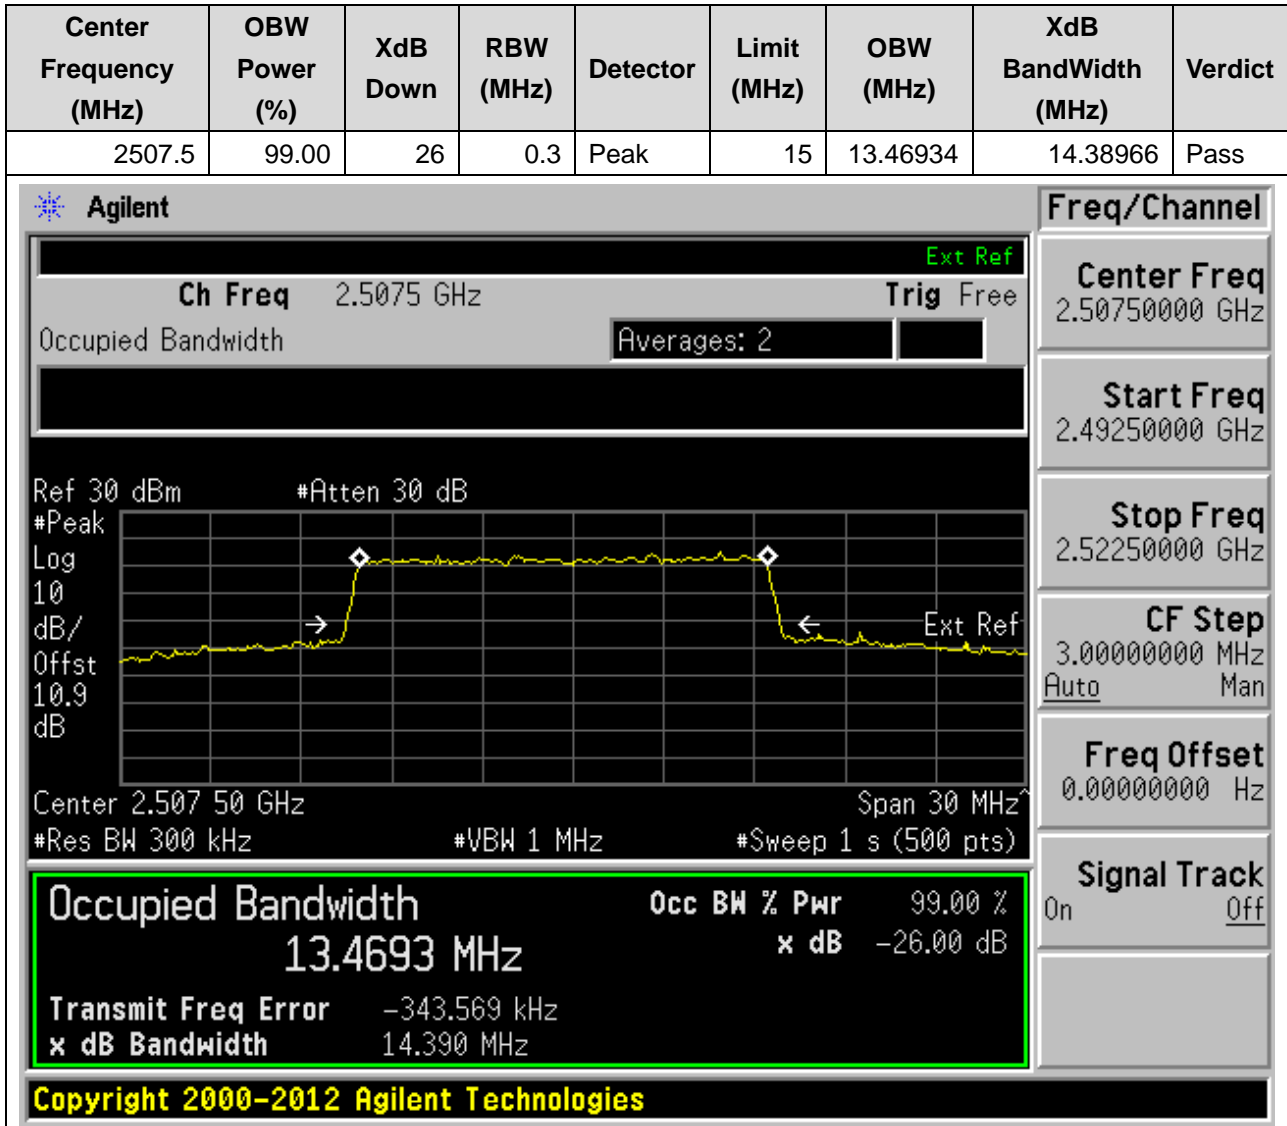 Center Frequency (MHz) OBW Power (%) XdB Down RBW (MHz) Detector Limit (MHz) OBW (MHz) XdB BandWidth (MHz) Verdict
2507.5 99.00 26 0.3 Peak 15 13.46934 14.38966 Pass
Agilent
Freq/Channel
Ext Ref
Ch Freq 2.5075 GHz Trig Free
Occupied Bandwidth Averages: 2
Center Freq
2.50750000 GHz
Start Freq
2.49250000 GHz
Stop Freq
2.52250000 GHz
CF Step
3.00000000 MHz
Auto Man
Freq Offset
0.00000000 Hz
Signal Track
On Off
Ref 30 dBm #Atten 30 dB
#Peak
Log
10
dB/
Offst
10.9
dB
Ext Ref
Center 2.507 50 GHz Span 30 MHz^
#Res BW 300 kHz #VBW 1 MHz #Sweep 1 s (500 pts)
Occupied Bandwidth Occ BW % Pwr 99.00 %
13.4693 MHz x dB -26.00 dB
Transmit Freq Error -343.569 kHz
x dB Bandwidth 14.390 MHz
Copyright 2000-2012 Agilent Technologies